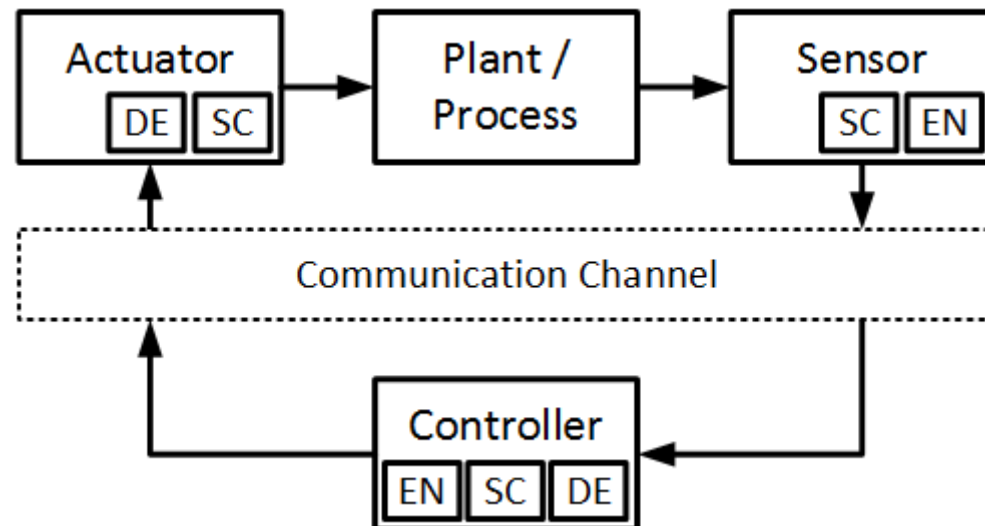 Actuator
DE SC
Plant /
Process
Sensor
SC EN
Communication Channel
Controller
EN SC DE